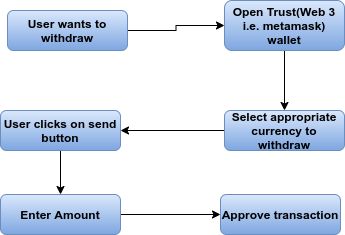 User wants to
withdraw
Open Trust(Web 3
i.e. metamask)
wallet
Select appropriate
currency to
withdraw
User clicks on send
button
Enter Amount
Approve transaction